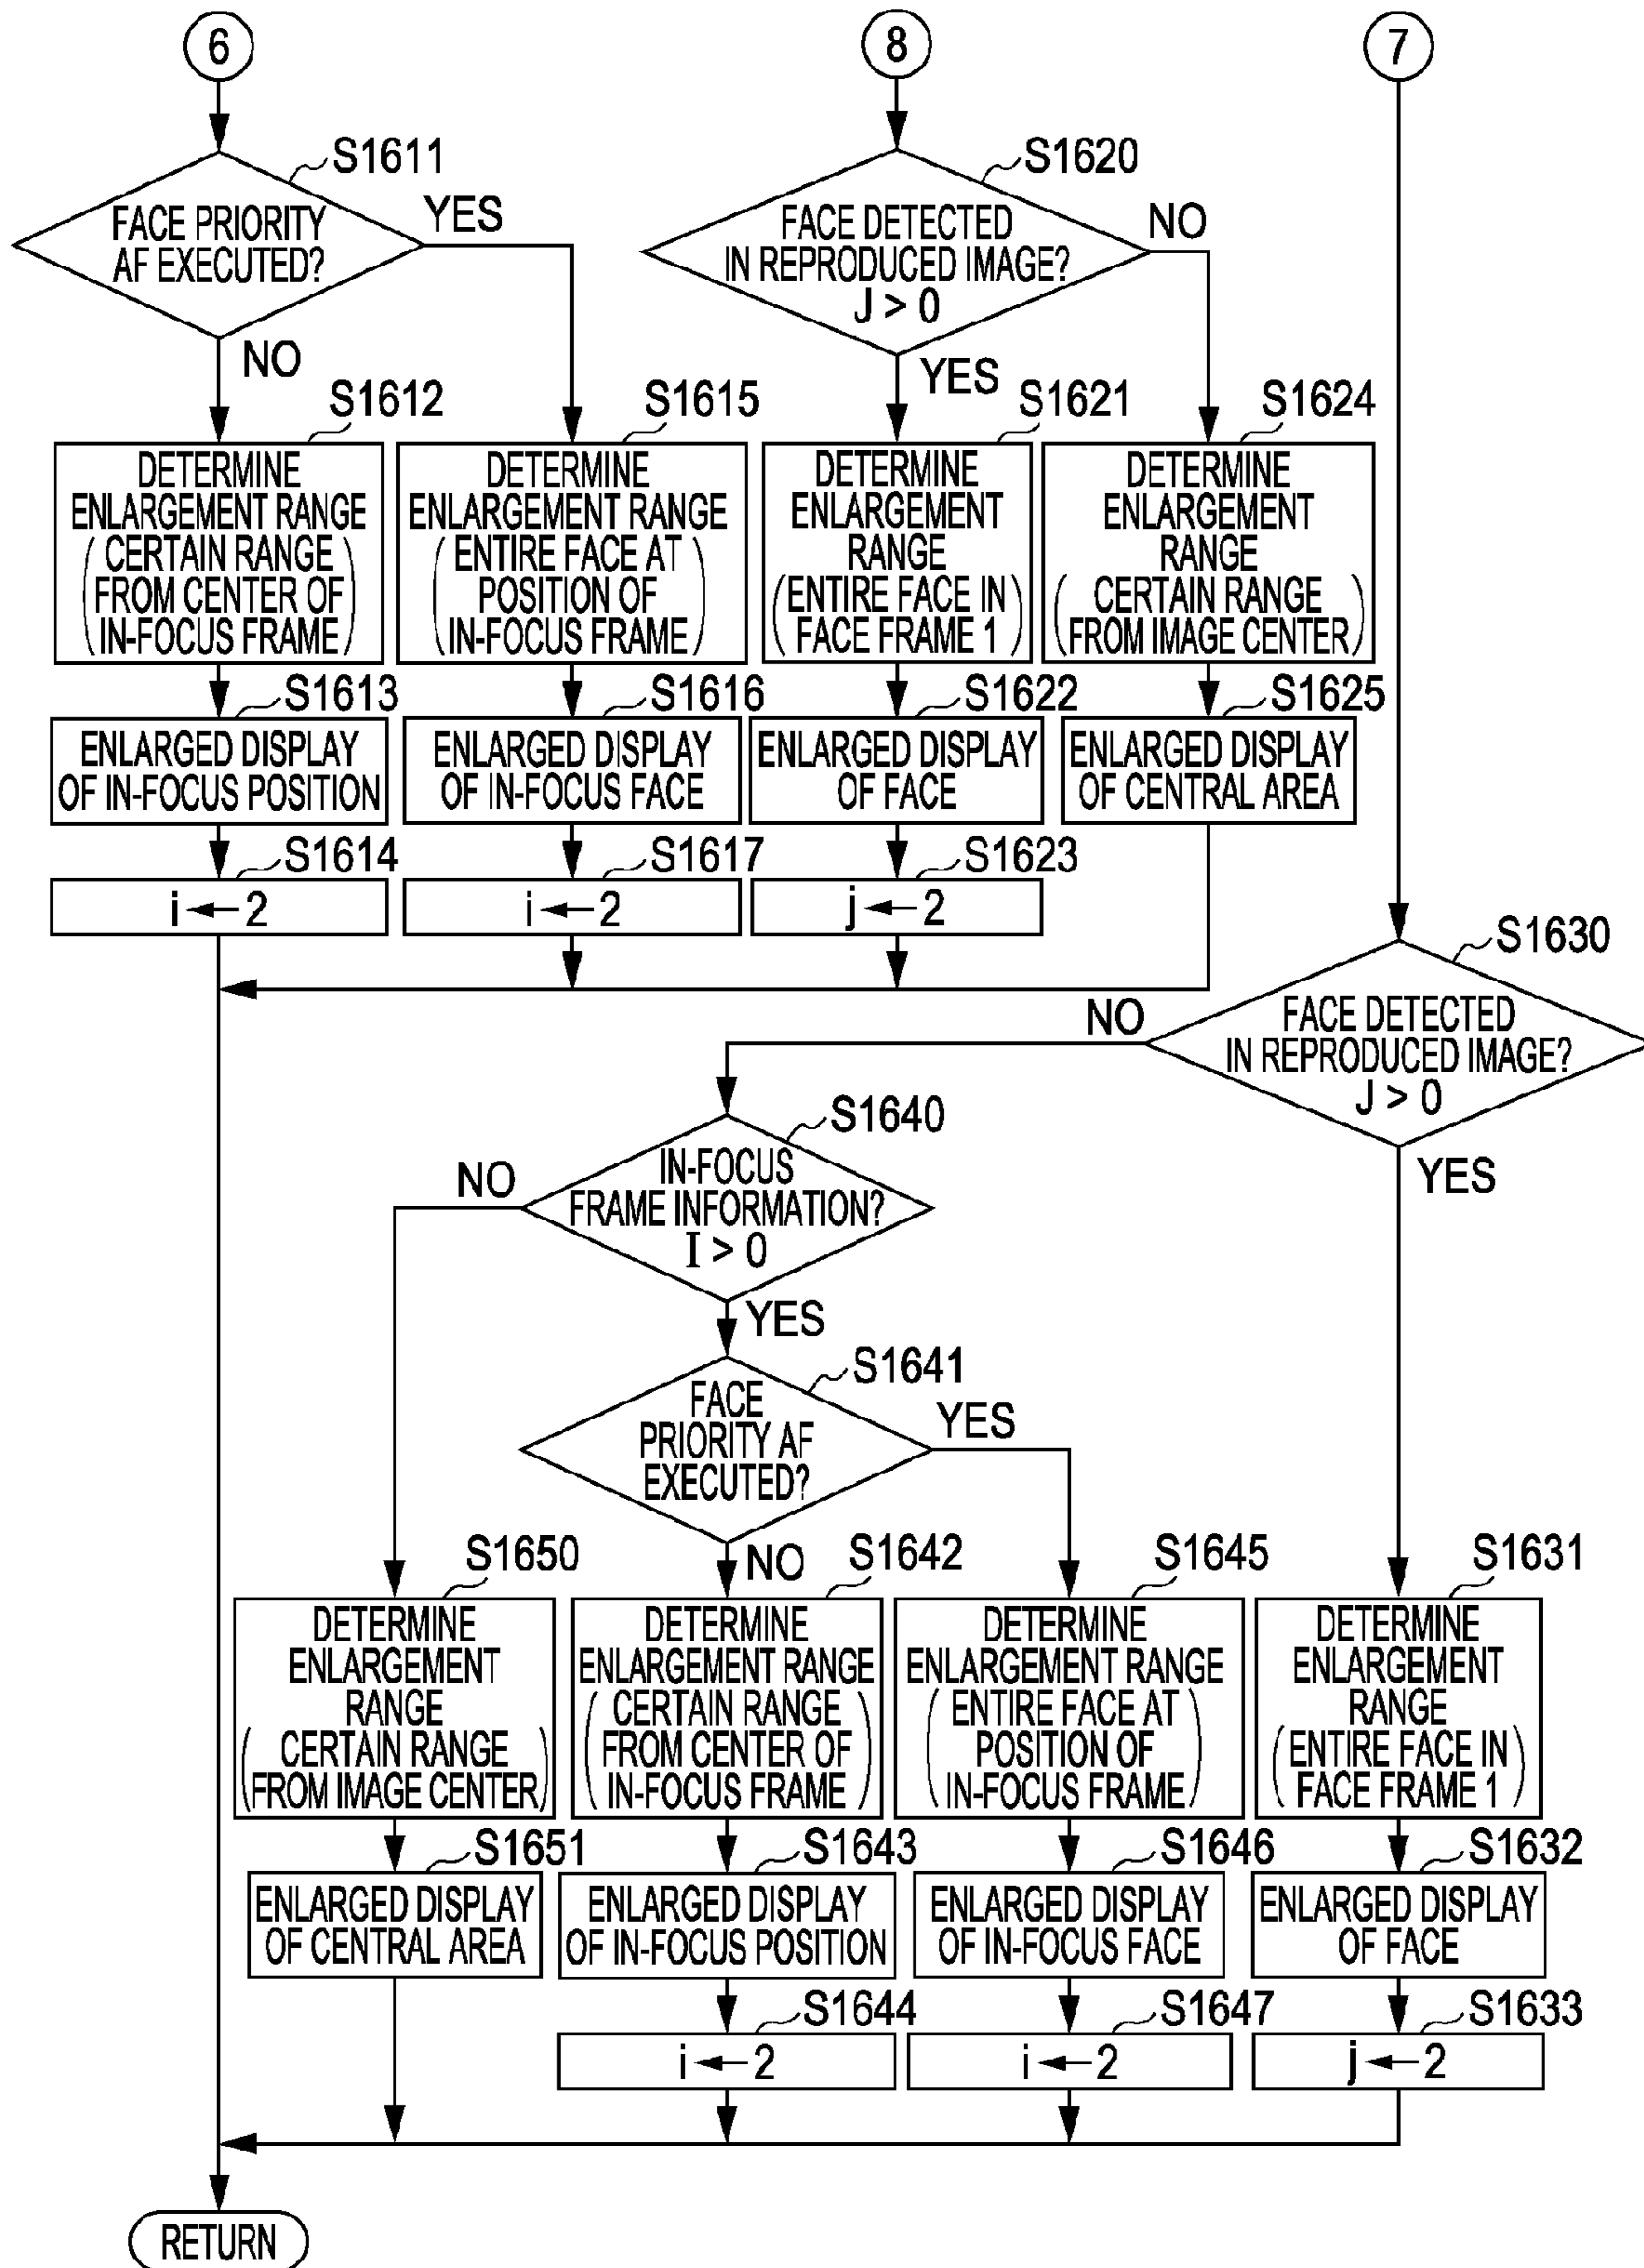 6
8
7
S1611
FACE PRIORITY
AF EXECUTED?
YES
NO
S1620
FACE DETECTED
IN REPRODUCED IMAGE?
J > 0
NO
YES
S1612
DETERMINE
ENLARGEMENT RANGE
(CERTAIN RANGE
FROM CENTER OF
IN-FOCUS FRAME)
S1615
DETERMINE
ENLARGEMENT RANGE
(ENTIRE FACE AT
POSITION OF
IN-FOCUS FRAME)
S1621
DETERMINE
ENLARGEMENT
RANGE
(ENTIRE FACE IN
FACE FRAME 1)
S1624
DETERMINE
ENLARGEMENT
RANGE
(CERTAIN RANGE
FROM IMAGE CENTER)
S1613
ENLARGED DISPLAY
OF IN-FOCUS POSITION
S1616
ENLARGED DISPLAY
OF IN-FOCUS FACE
S1622
ENLARGED DISPLAY
OF FACE
S1625
ENLARGED DISPLAY
OF CENTRAL AREA
S1614
i ← 2
S1617
i ← 2
S1623
j ← 2
S1630
FACE DETECTED
IN REPRODUCED IMAGE?
J > 0
NO
YES
S1640
IN-FOCUS
FRAME INFORMATION?
I > 0
NO
YES
S1641
FACE
PRIORITY AF
EXECUTED?
YES
NO
S1650
DETERMINE
ENLARGEMENT
RANGE
(CERTAIN RANGE
FROM IMAGE CENTER)
S1642
DETERMINE
ENLARGEMENT RANGE
(CERTAIN RANGE
FROM CENTER OF
IN-FOCUS FRAME)
S1645
DETERMINE
ENLARGEMENT RANGE
(ENTIRE FACE AT
POSITION OF
IN-FOCUS FRAME)
S1631
DETERMINE
ENLARGEMENT
RANGE
(ENTIRE FACE IN
FACE FRAME 1)
S1651
ENLARGED DISPLAY
OF CENTRAL AREA
S1643
ENLARGED DISPLAY
OF IN-FOCUS POSITION
S1646
ENLARGED DISPLAY
OF IN-FOCUS FACE
S1632
ENLARGED DISPLAY
OF FACE
S1644
i ← 2
S1647
i ← 2
S1633
j ← 2
RETURN